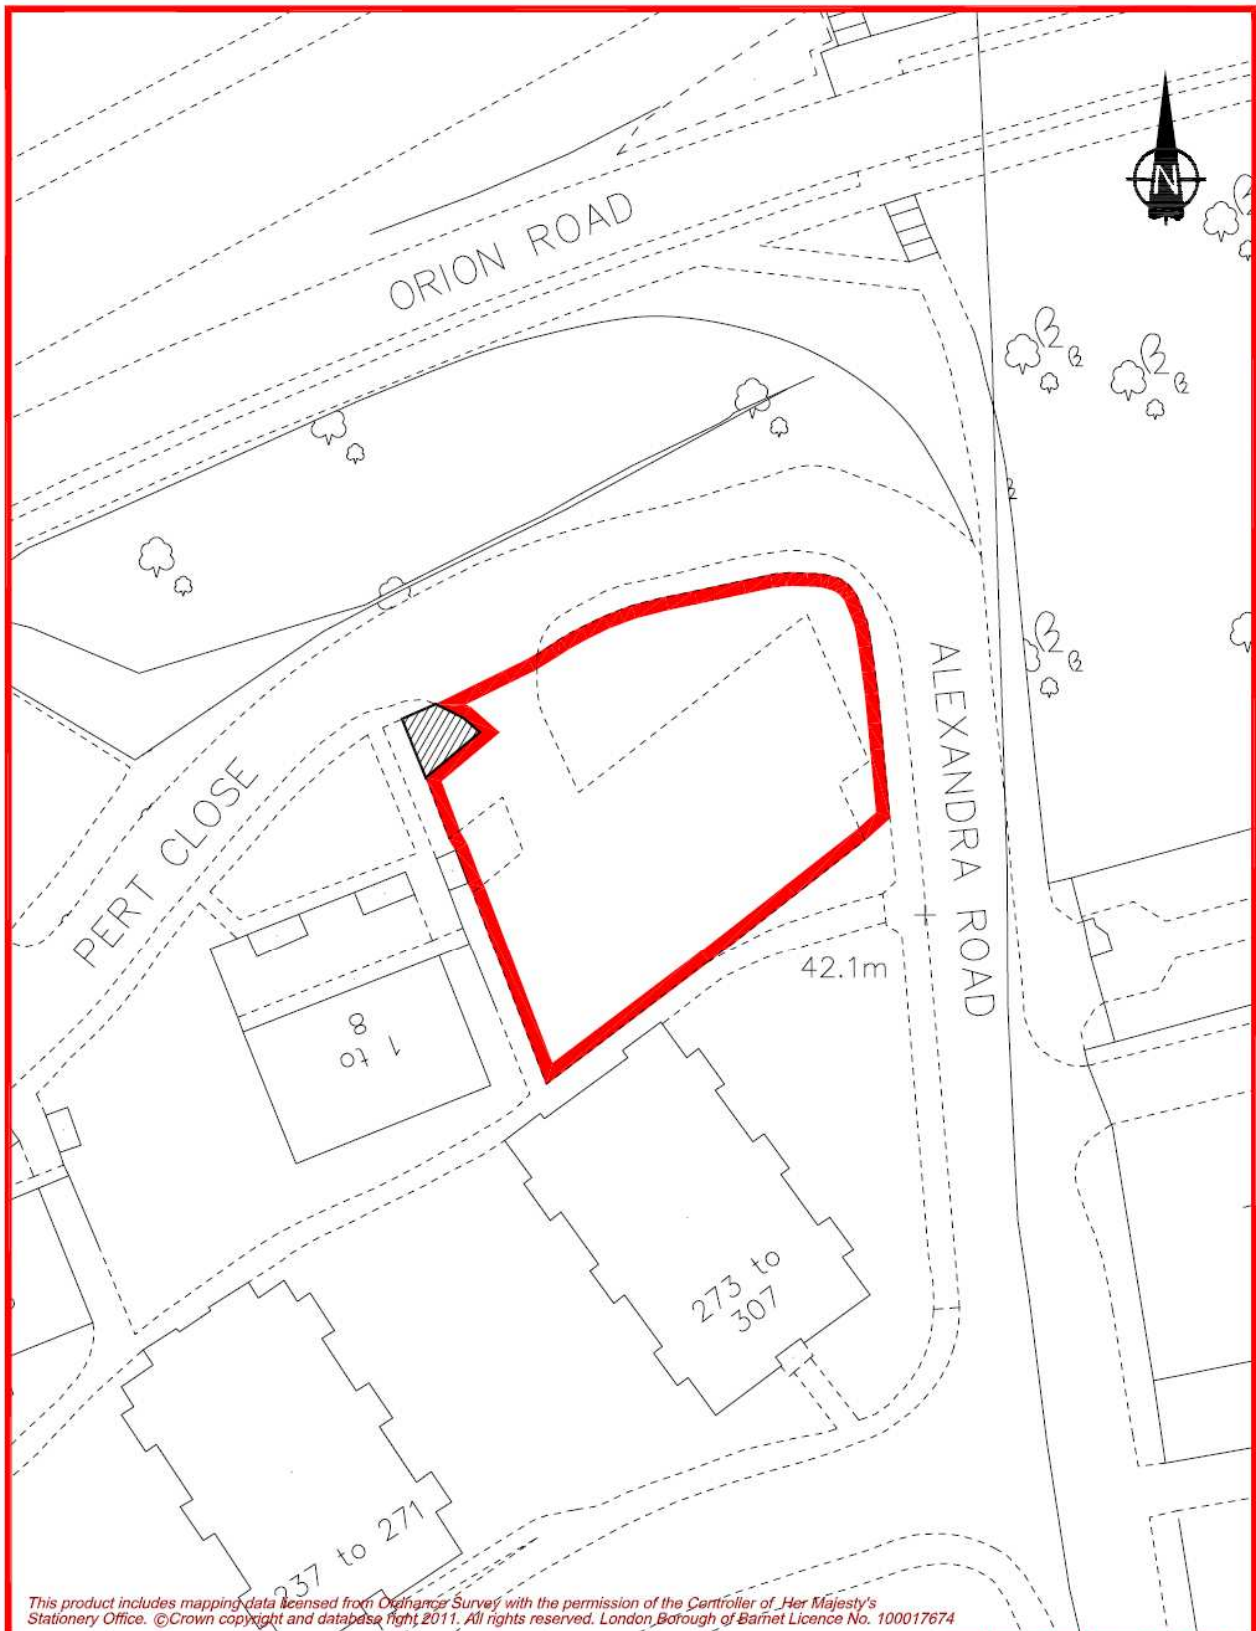 N
ORION ROAD
ALEXANDRA ROAD
PERT CLOSE
42.1m
1 to
8
273 to
307
237 to 271
This product includes mapping data licensed from Ordnance Survey with the permission of the Controller of Her Majesty's
Stationery Office. ©Crown copyright and database right 2011. All rights reserved. London Borough of Barnet Licence No. 100017674